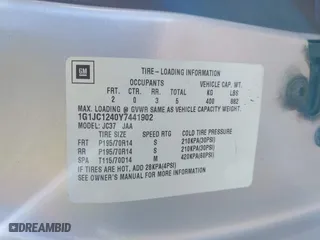 GM
TIRE-LOADING INFORMATION
OCCUPANTS VEHICLE CAP. WT.
FRT. CTR. RR. TOTAL KG LBS
2 0 3 5 400 882
MAX. LOADING @ GVWR SAME AS VEHICLE CAPACITY WEIGHT.
1G1JC1240Y7441902
MODEL: JC37 JAA
TIRE SIZE SPEED RTG COLD TIRE PRESSURE
FRT P195/70R14 S 210KPA(30PSI)
RR P195/70R14 S 210KPA(30PSI)
SPA T115/70D14 M 420KPA(60PSI)
IF TIRES ARE HOT, ADD 28KPA(4PSI)
SEE OWNER'S MANUAL FOR MORE INFORMATION
DREAMBID
dreambid.com